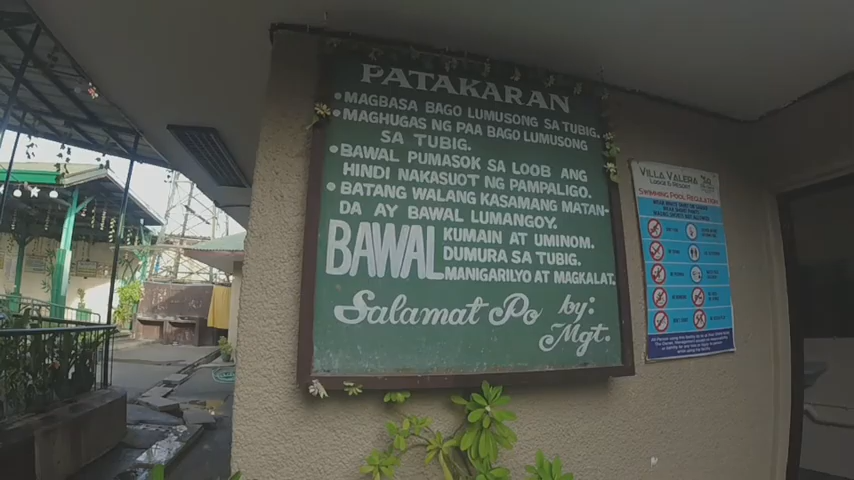 PATAKARAN
• MAGBASA BAGO LUMUSONG SA TUBIG.
• MAGHUGAS NG PAA BAGO LUMUSONG
SA TUBIG.
• BAWAL PUMASOK SA LOOB ANG
HINDI NAKASUOT NG PAMPALIGO.
• BATANG WALANG KASAMANG MATAN-
DA AY BAWAL LUMANGOY.
BAWAL KUMAIN AT UMINOM.
DUMURA SA TUBIG.
MANIGARILYO AT MAGKALAT.
Salamat Po by:
Mgt.
VILLA VALERA
LODGE & RESORT
SWIMMING POOL REGULATION